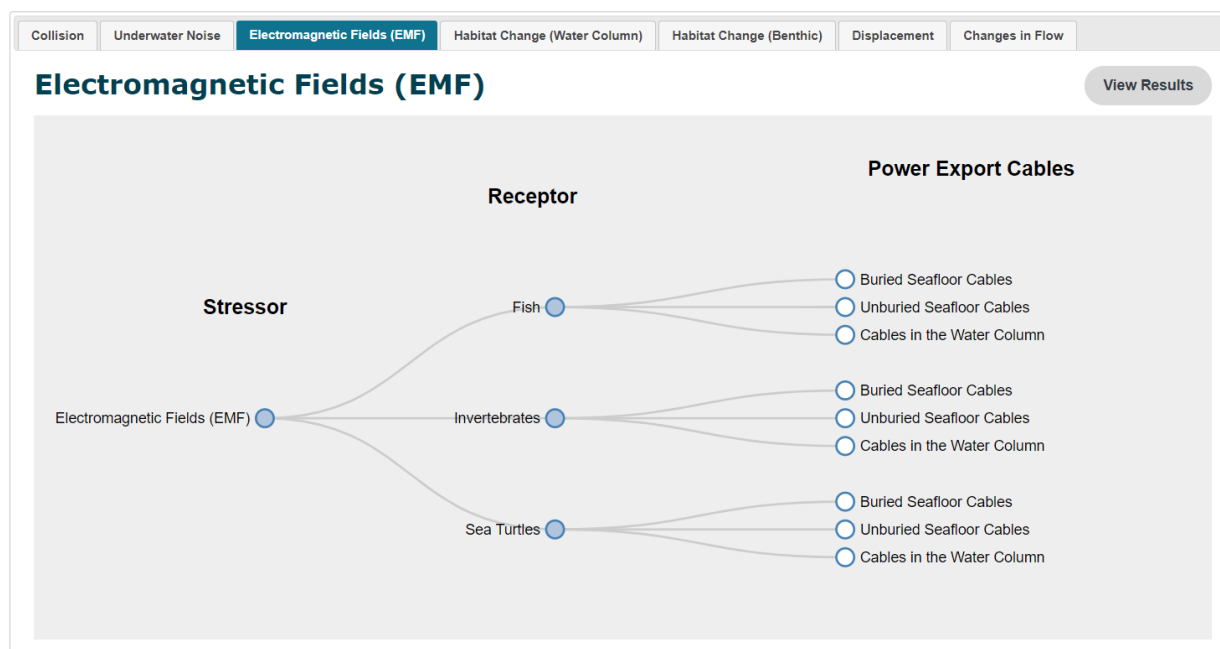 Collision
Underwater Noise
Electromagnetic Fields (EMF)
Habitat Change (Water Column)
Habitat Change (Benthic)
Displacement
Changes in Flow
Electromagnetic Fields (EMF)
View Results
Stressor
Electromagnetic Fields (EMF)
Receptor
Fish
Invertebrates
Sea Turtles
Power Export Cables
Buried Seafloor Cables
Unburied Seafloor Cables
Cables in the Water Column
Buried Seafloor Cables
Unburied Seafloor Cables
Cables in the Water Column
Buried Seafloor Cables
Unburied Seafloor Cables
Cables in the Water Column